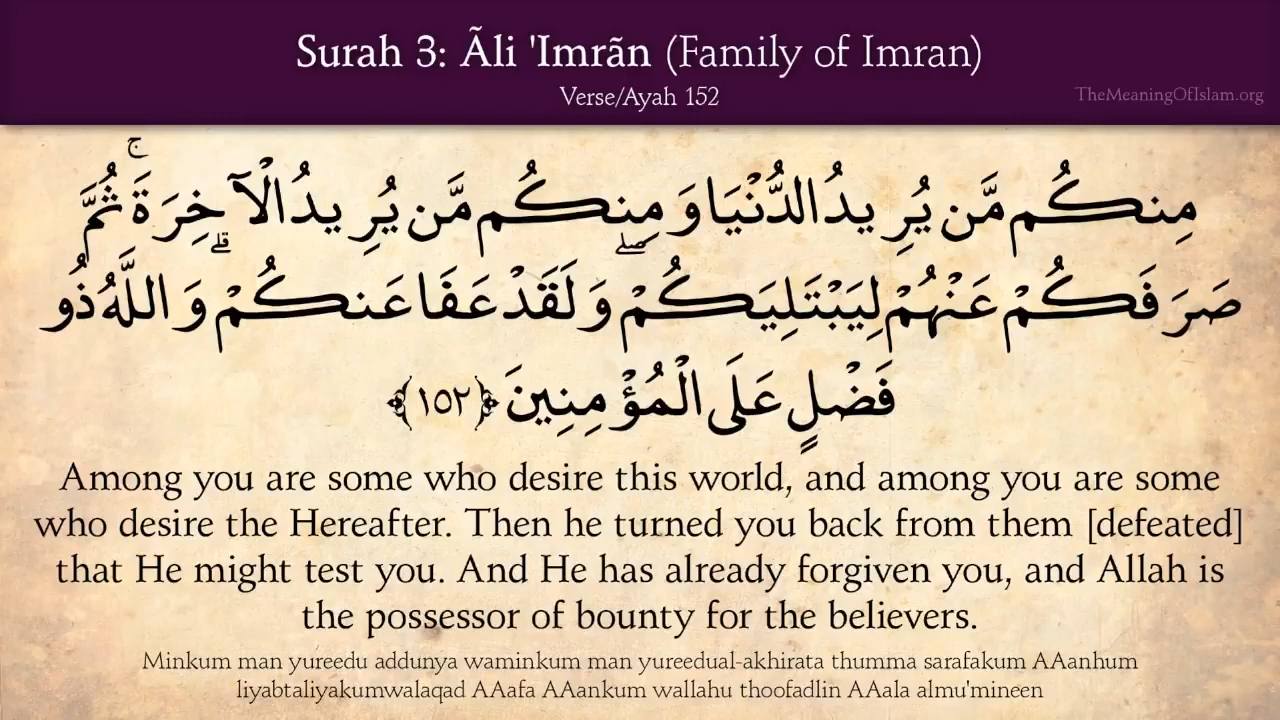 Surah 3: Ãli 'Imrãn (Family of Imran)
Verse/Ayah 152
TheMeaningOfIslam.org
مِنكُم مَّن يُرِيدُ الدُّنْيَا وَمِنكُم مَّن يُرِيدُ الْآخِرَةَ ۚ ثُمَّ
صَرَفَكُمْ عَنْهُمْ لِيَبْتَلِيَكُمْ ۖ وَلَقَدْ عَفَا عَنكُمْ ۗ وَاللَّهُ ذُو
فَضْلٍ عَلَى الْمُؤْمِنِينَ ﴿١٥٢﴾
Among you are some who desire this world, and among you are some
who desire the Hereafter. Then he turned you back from them [defeated]
that He might test you. And He has already forgiven you, and Allah is
the possessor of bounty for the believers.
Minkum man yureedu addunya waminkum man yureedual-akhirata thumma sarafakum AAanhum
liyabtaliyakumwalaqad AAafa AAankum wallahu thoofadlin AAala almu'mineen